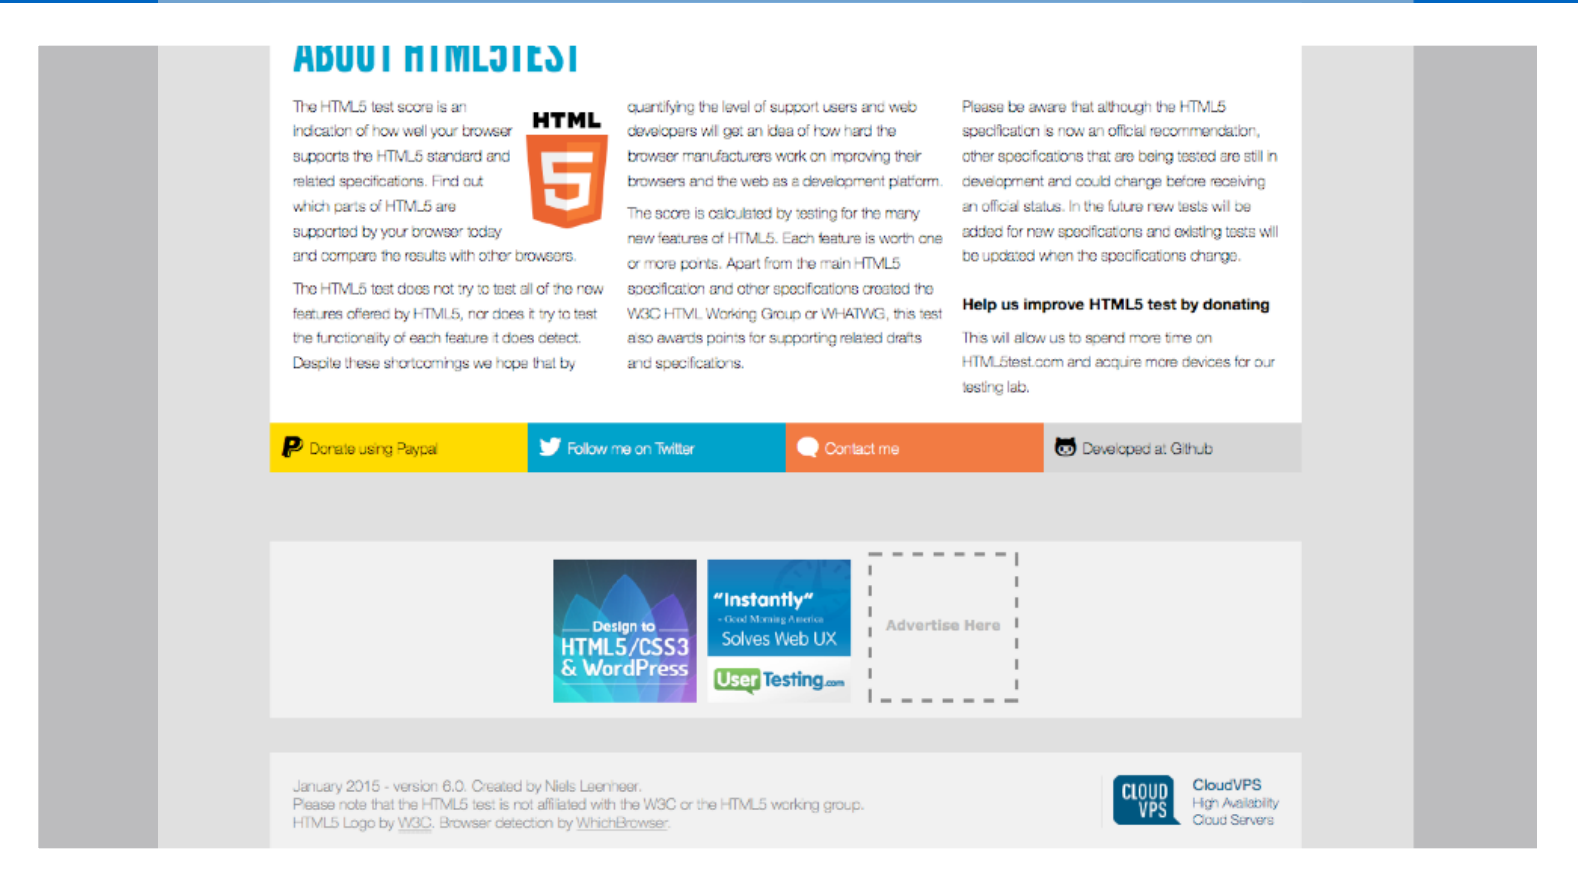 ABOUT HTML5TEST
The HTML5 test score is an
indication of how well your browser
supports the HTML5 standard and
related specifications. Find out
which parts of HTML5 are
supported by your browser today
and compare the results with other browsers.
The HTML5 test does not try to test all of the new
features offered by HTML5, nor does it try to test
the functionality of each feature it does detect.
Despite these shortcomings we hope that by
HTML
5
quantifying the level of support users and web
developers will get an idea of how hard the
browser manufacturers work on improving their
browsers and the web as a development platform.
The score is calculated by testing for the many
new features of HTML5. Each feature is worth one
or more points. Apart from the main HTML5
specification and other specifications created the
W3C HTML Working Group or WHATWG, this test
also awards points for supporting related drafts
and specifications.
Please be aware that although the HTML5
specification is now an official recommendation,
other specifications that are being tested are still in
development and could change before receiving
an official status. In the future new tests will be
added for new specifications and existing tests will
be updated when the specifications change.
Help us improve HTML5 test by donating
This will allow us to spend more time on
HTML5test.com and acquire more devices for our
testing lab.
Donate using Paypal
Follow me on Twitter
Contact me
Developed at Github
Design to
HTML5/CSS3
& WordPress
"Instantly"
- Good Morning America
Solves Web UX
UserTesting.com
Advertise Here
January 2015 - version 6.0. Created by Niels Leenheer.
Please note that the HTML5 test is not affiliated with the W3C or the HTML5 working group.
HTML5 Logo by W3C. Browser detection by WhichBrowser.
CLOUD
VPS
CloudVPS
High Availability
Cloud Servers